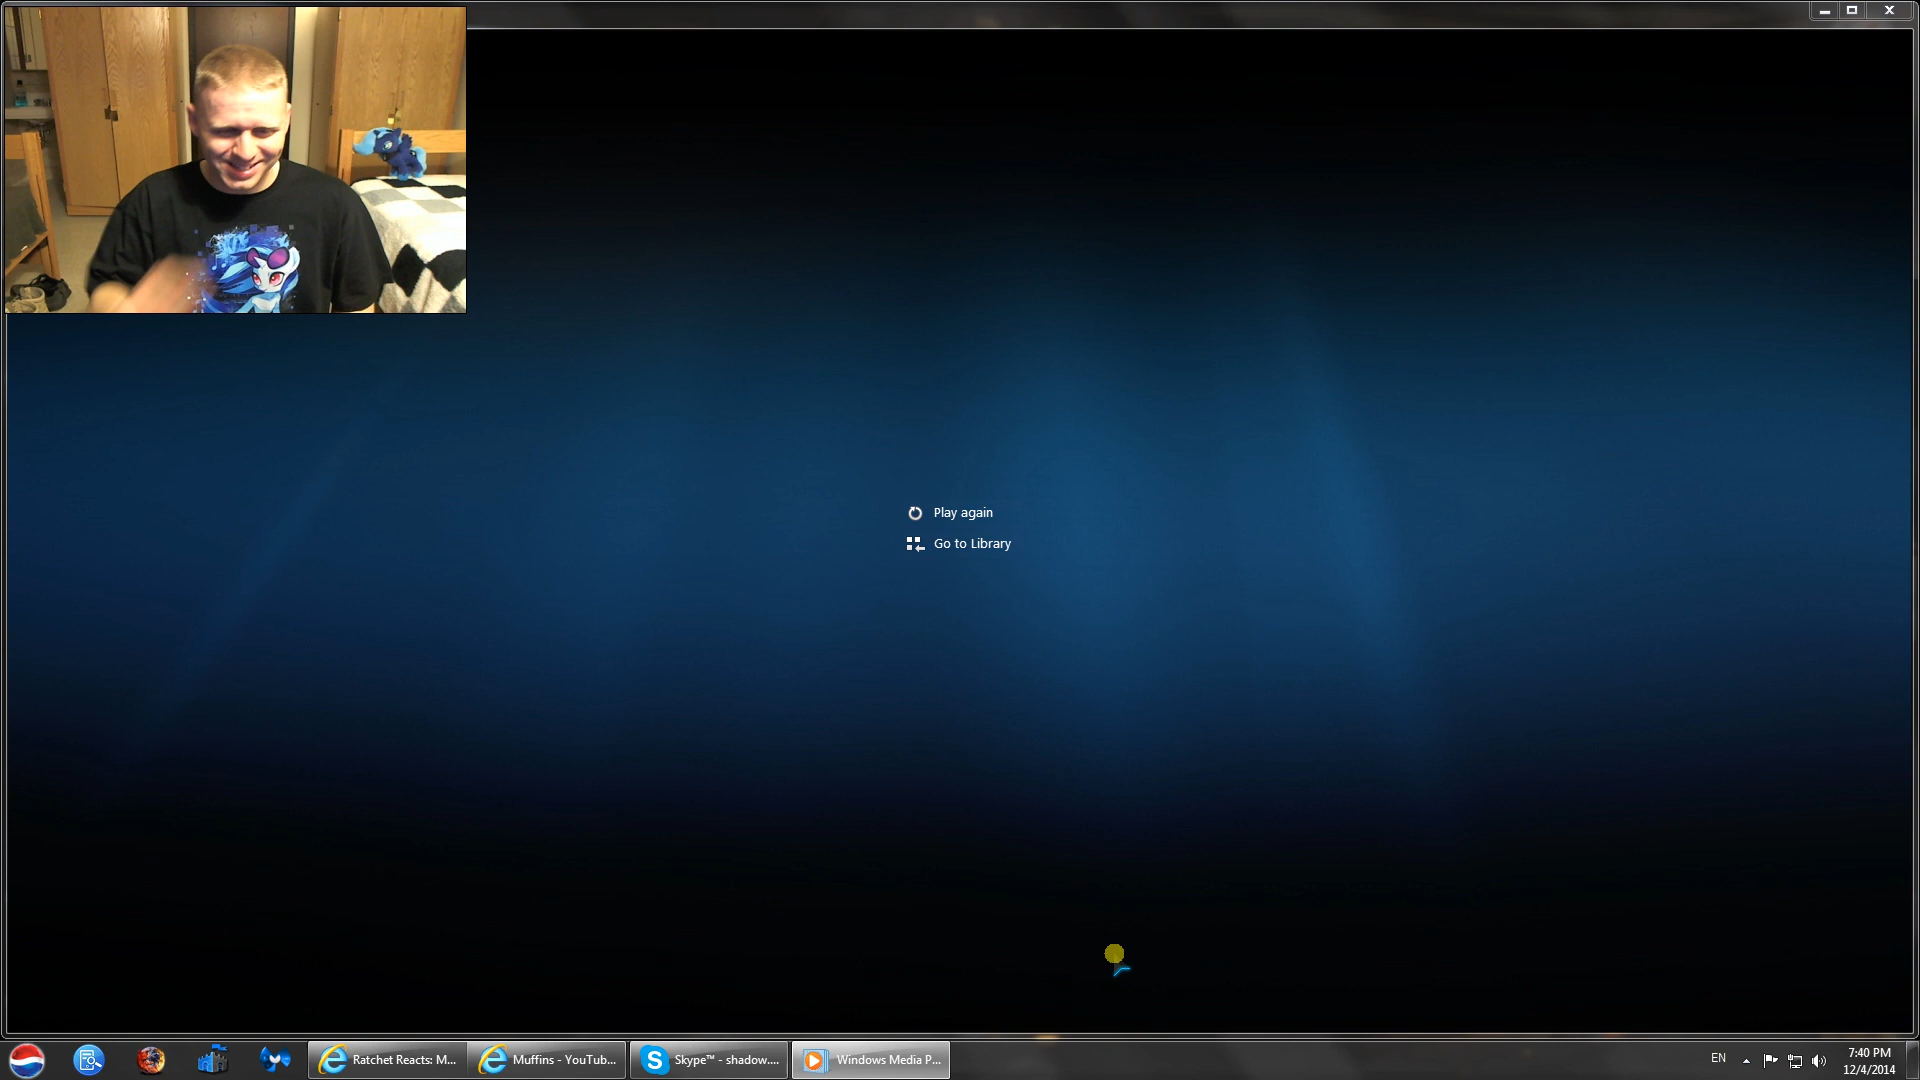 Play again
Go to Library
Ratchet Reacts: M...
Muffins - YouTub...
Skype™ - shadow....
Windows Media P...
EN
7:40 PM
12/4/2014